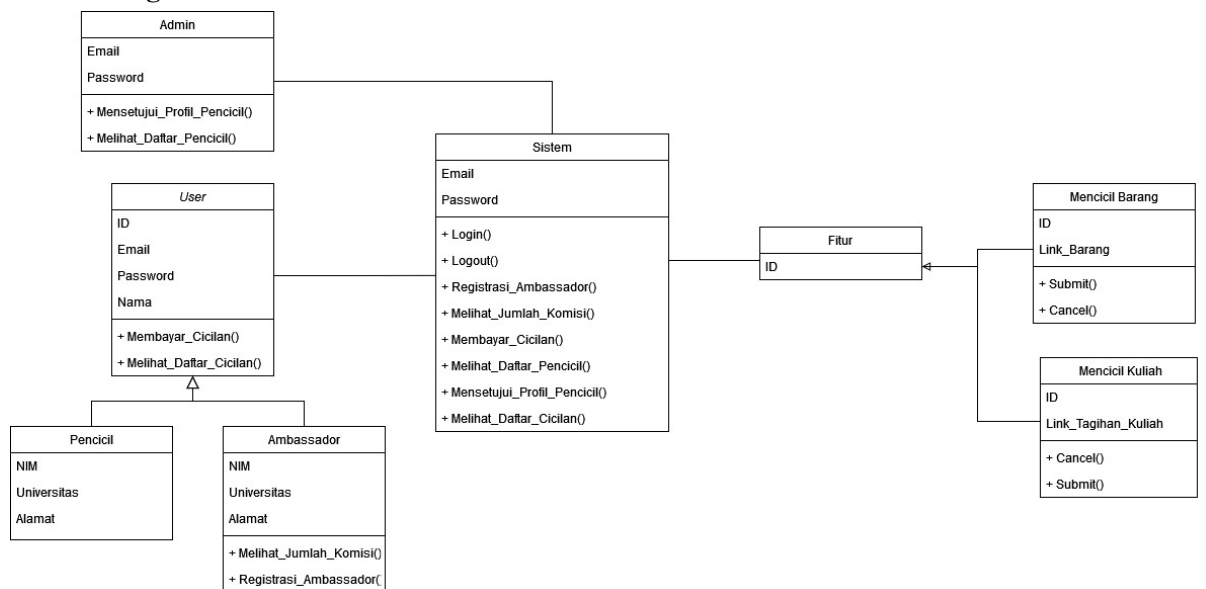 Admin
Email
Password
+ Mensetujui_Profil_Pencicil()
+ Melihat_Daftar_Pencicil()
User
ID
Email
Password
Nama
+ Membayar_Cicilan()
+ Melihat_Daftar_Cicilan()
Pencicil
NIM
Universitas
Alamat
Ambassador
NIM
Universitas
Alamat
+ Melihat_Jumlah_Komisi()
+ Registrasi_Ambassador(
Sistem
Email
Password
+ Login()
+ Logout()
+ Registrasi_Ambassador()
+ Melihat_Jumlah_Komisi()
+ Membayar_Cicilan()
+ Melihat_Daftar_Pencicil()
+ Mensetujui_Profil_Pencicil()
+ Melihat_Daftar_Cicilan()
Fitur
ID
Mencicil Barang
ID
Link_Barang
+ Submit()
+ Cancel()
Mencicil Kuliah
ID
Link_Tagihan_Kuliah
+ Cancel()
+ Submit()